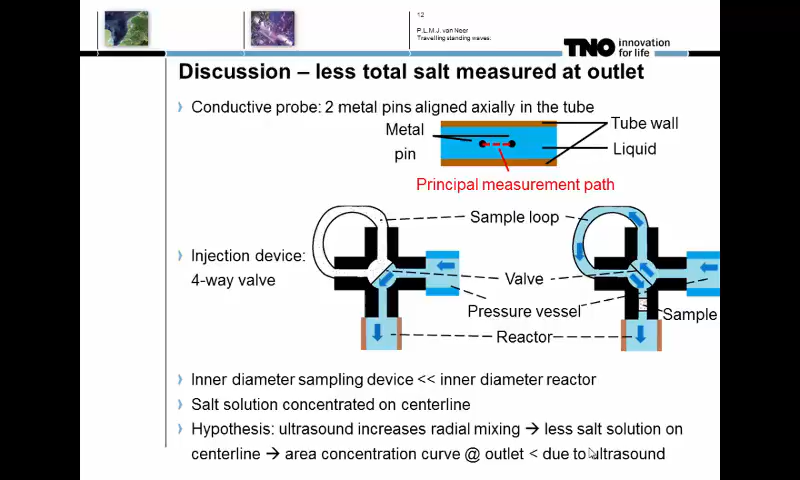 12
P.L.M.J. van Neer
Travelling standing waves:
TNO innovation
for life
Discussion – less total salt measured at outlet
Conductive probe: 2 metal pins aligned axially in the tube
Metal
pin
Tube wall
Liquid
Principal measurement path
Sample loop
Injection device:
4-way valve
Valve
Pressure vessel
Sample
Reactor
Inner diameter sampling device << inner diameter reactor
Salt solution concentrated on centerline
Hypothesis: ultrasound increases radial mixing → less salt solution on
centerline → area concentration curve @ outlet < due to ultrasound